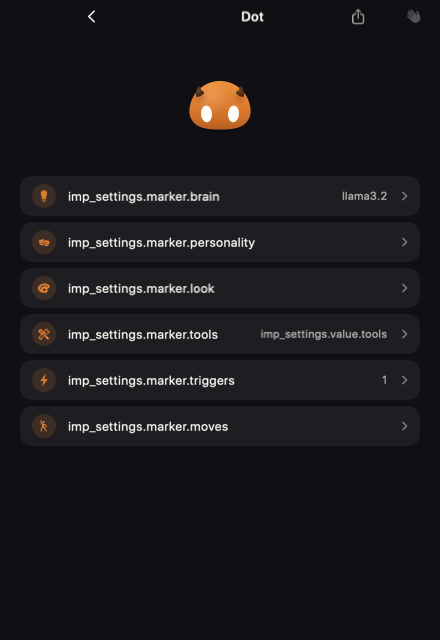 Dot
imp_settings.marker.brain llama3.2
imp_settings.marker.personality
imp_settings.marker.look
imp_settings.marker.tools imp_settings.value.tools
imp_settings.marker.triggers 1
imp_settings.marker.moves